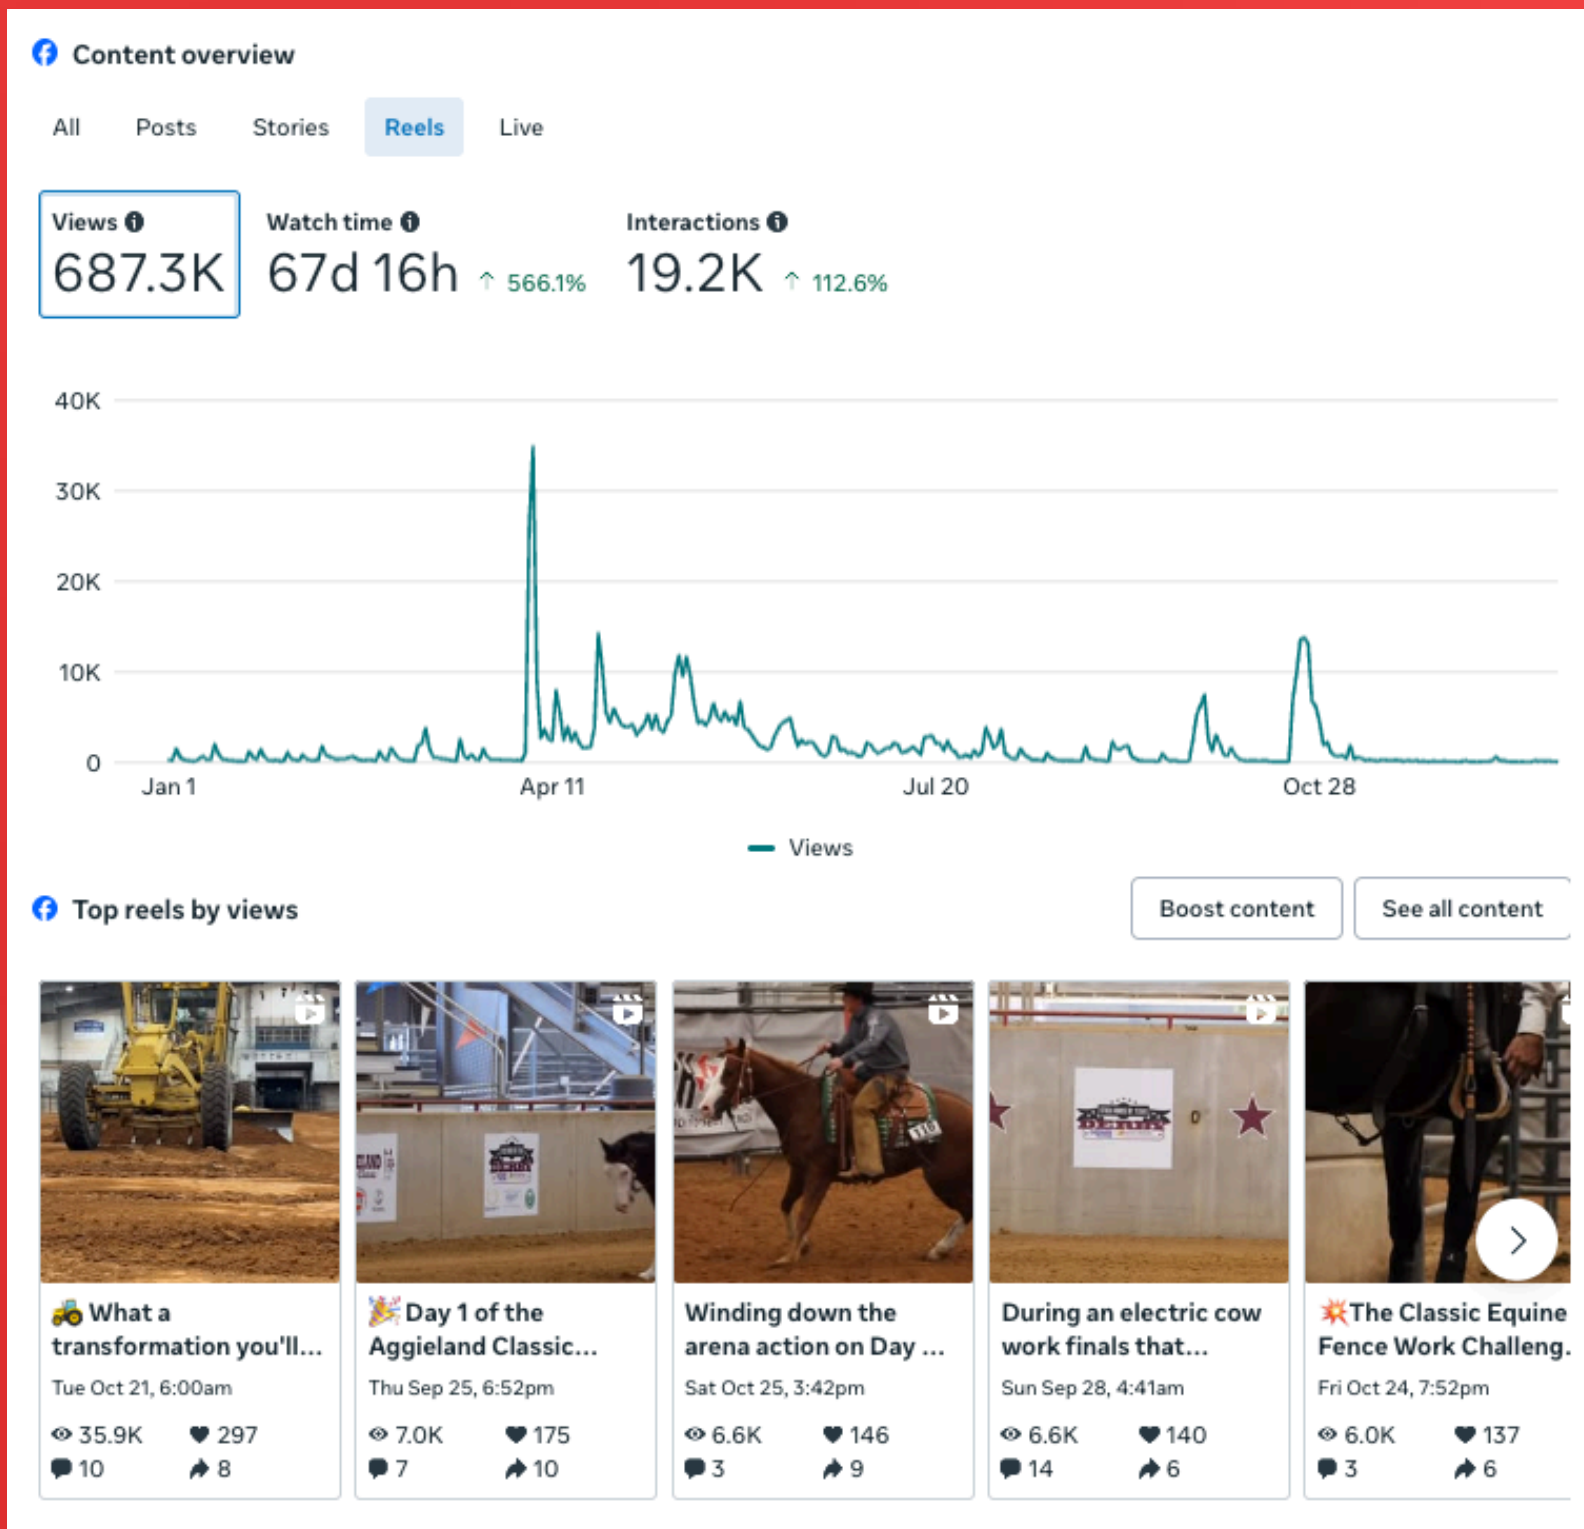 Content overview
All Posts Stories Reels Live
Views Watch time Interactions
687.3K 67d 16h ↑ 566.1% 19.2K ↑ 112.6%
40K
30K
20K
10K
0
Jan 1 Apr 11 Jul 20 Oct 28
Views
Top reels by views Boost content See all content
DERBY
110
🚜 What a
transformation you'll...
Tue Oct 21, 6:00am
35.9K 297
10 8
🎉 Day 1 of the
Aggieland Classic...
Thu Sep 25, 6:52pm
7.0K 175
7 10
Winding down the
arena action on Day ...
Sat Oct 25, 3:42pm
6.6K 146
3 9
During an electric cow
work finals that...
Sun Sep 28, 4:41am
6.6K 140
14 6
💥The Classic Equine
Fence Work Challeng.
Fri Oct 24, 7:52pm
6.0K 137
3 6